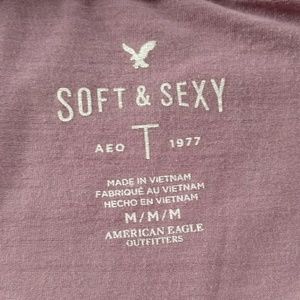 SOFT & SEXY
AEO T 1977
MADE IN VIETNAM
FABRIQUÉ AU VIETNAM
HECHO EN VIETNAM
M/M/M
AMERICAN EAGLE
OUTFITTERS